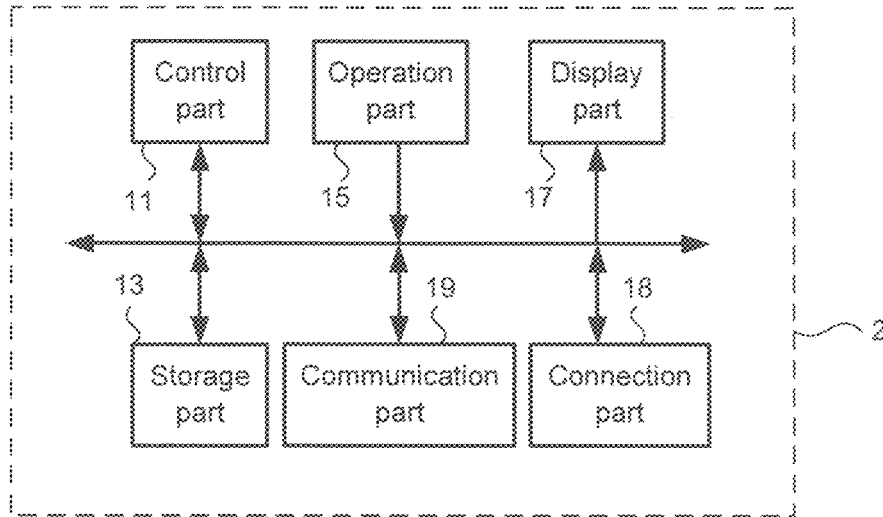 Control
part
Operation
part
Display
part
11
15
17
13
19
18
2
Storage
part
Communication
part
Connection
part